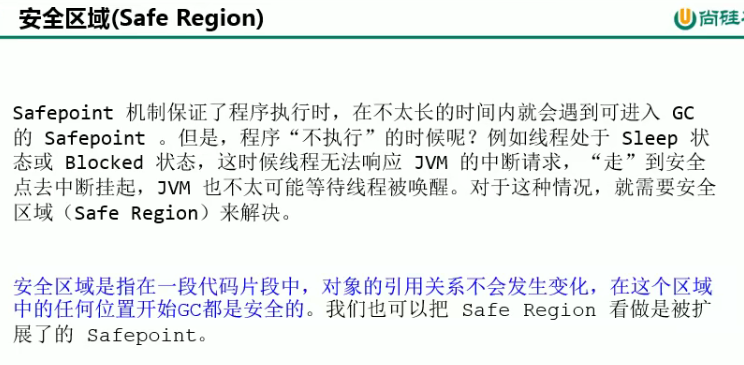 安全区域(Safe Region)
尚硅
Safepoint 机制保证了程序执行时，在不太长的时间内就会遇到可进入 GC
的 Safepoint 。但是，程序“不执行”的时候呢？例如线程处于 Sleep 状
态或 Blocked 状态，这时候线程无法响应 JVM 的中断请求，“走”到安全
点去中断挂起，JVM 也不太可能等待线程被唤醒。对于这种情况，就需要安全
区域（Safe Region）来解决。
安全区域是指在一段代码片段中，对象的引用关系不会发生变化，在这个区域
中的任何位置开始GC都是安全的。我们也可以把 Safe Region 看做是被扩
展了的 Safepoint。